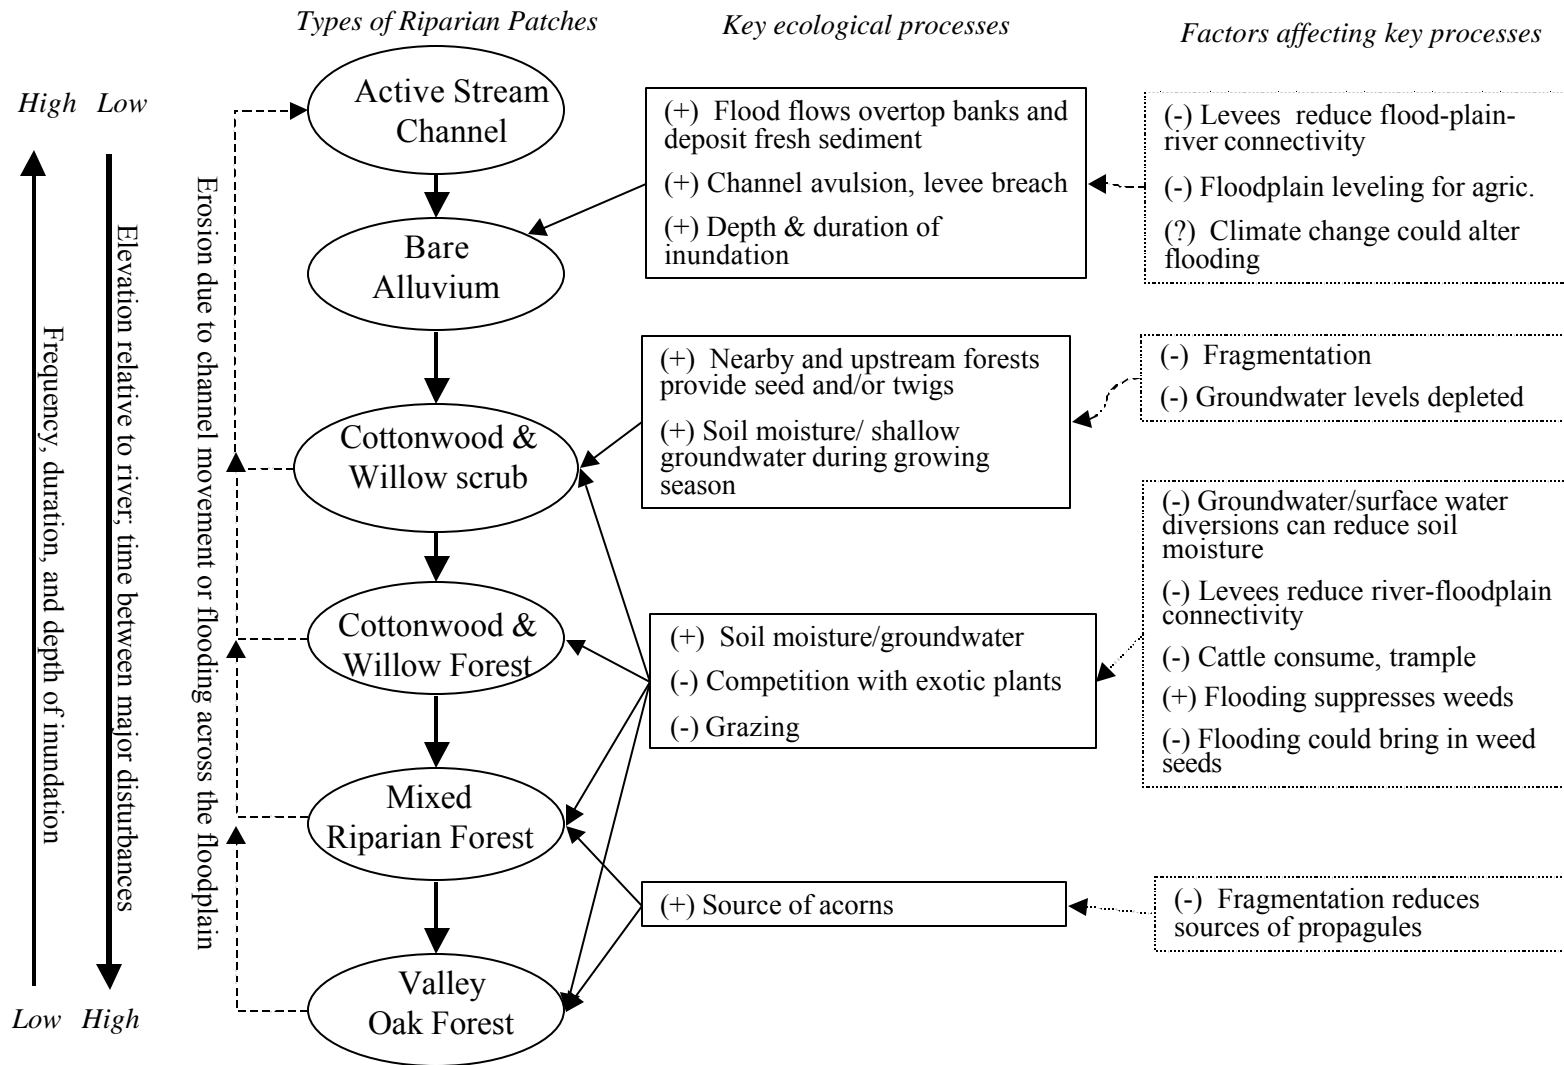 Types of Riparian Patches
Key ecological processes
Factors affecting key processes
High
Low
Frequency, duration, and depth of inundation
Elevation relative to river; time between major disturbances
Low
High
Erosion due to channel movement or flooding across the floodplain
Active Stream
Channel
Bare
Alluvium
Cottonwood &
Willow scrub
Cottonwood &
Willow Forest
Mixed
Riparian Forest
Valley
Oak Forest
(+) Flood flows overtop banks and
deposit fresh sediment
(+) Channel avulsion, levee breach
(+) Depth & duration of
inundation
(+) Nearby and upstream forests
provide seed and/or twigs
(+) Soil moisture/ shallow
groundwater during growing
season
(+) Soil moisture/groundwater
(-) Competition with exotic plants
(-) Grazing
(+) Source of acorns
(-) Levees reduce flood-plain-
river connectivity
(-) Floodplain leveling for agric.
(?) Climate change could alter
flooding
(-) Fragmentation
(-) Groundwater levels depleted
(-) Groundwater/surface water
diversions can reduce soil
moisture
(-) Levees reduce river-floodplain
connectivity
(-) Cattle consume, trample
(+) Flooding suppresses weeds
(-) Flooding could bring in weed
seeds
(-) Fragmentation reduces
sources of propagules